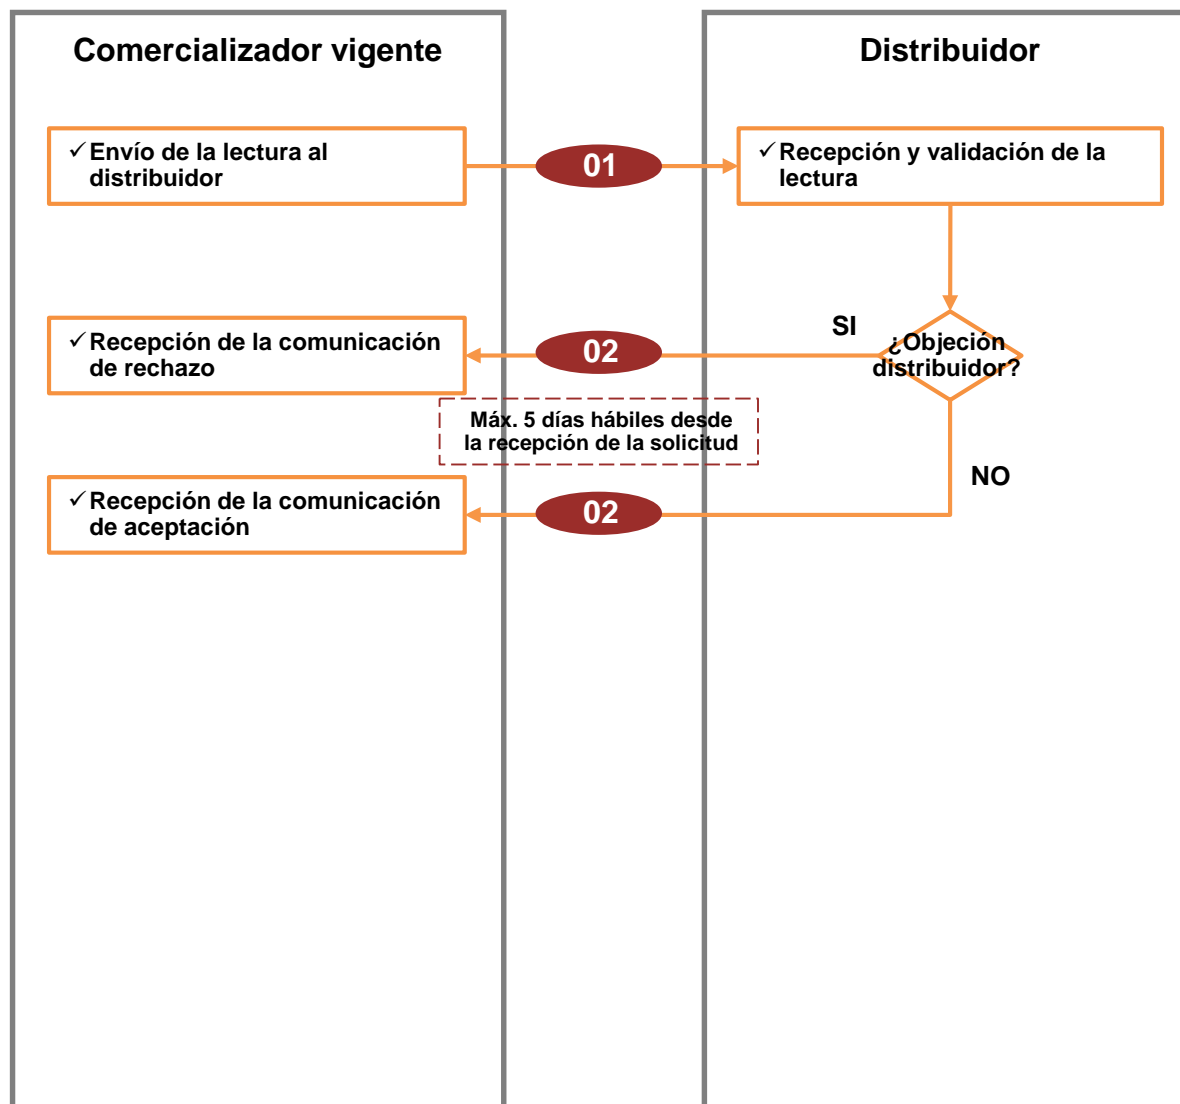 Comercializador vigente
Distribuidor
✓ Envío de la lectura al
distribuidor
01
✓ Recepción y validación de la
lectura
SI
✓ Recepción de la comunicación
de rechazo
02
¿Objeción
distribuidor?
Máx. 5 días hábiles desde
la recepción de la solicitud
NO
✓ Recepción de la comunicación
de aceptación
02